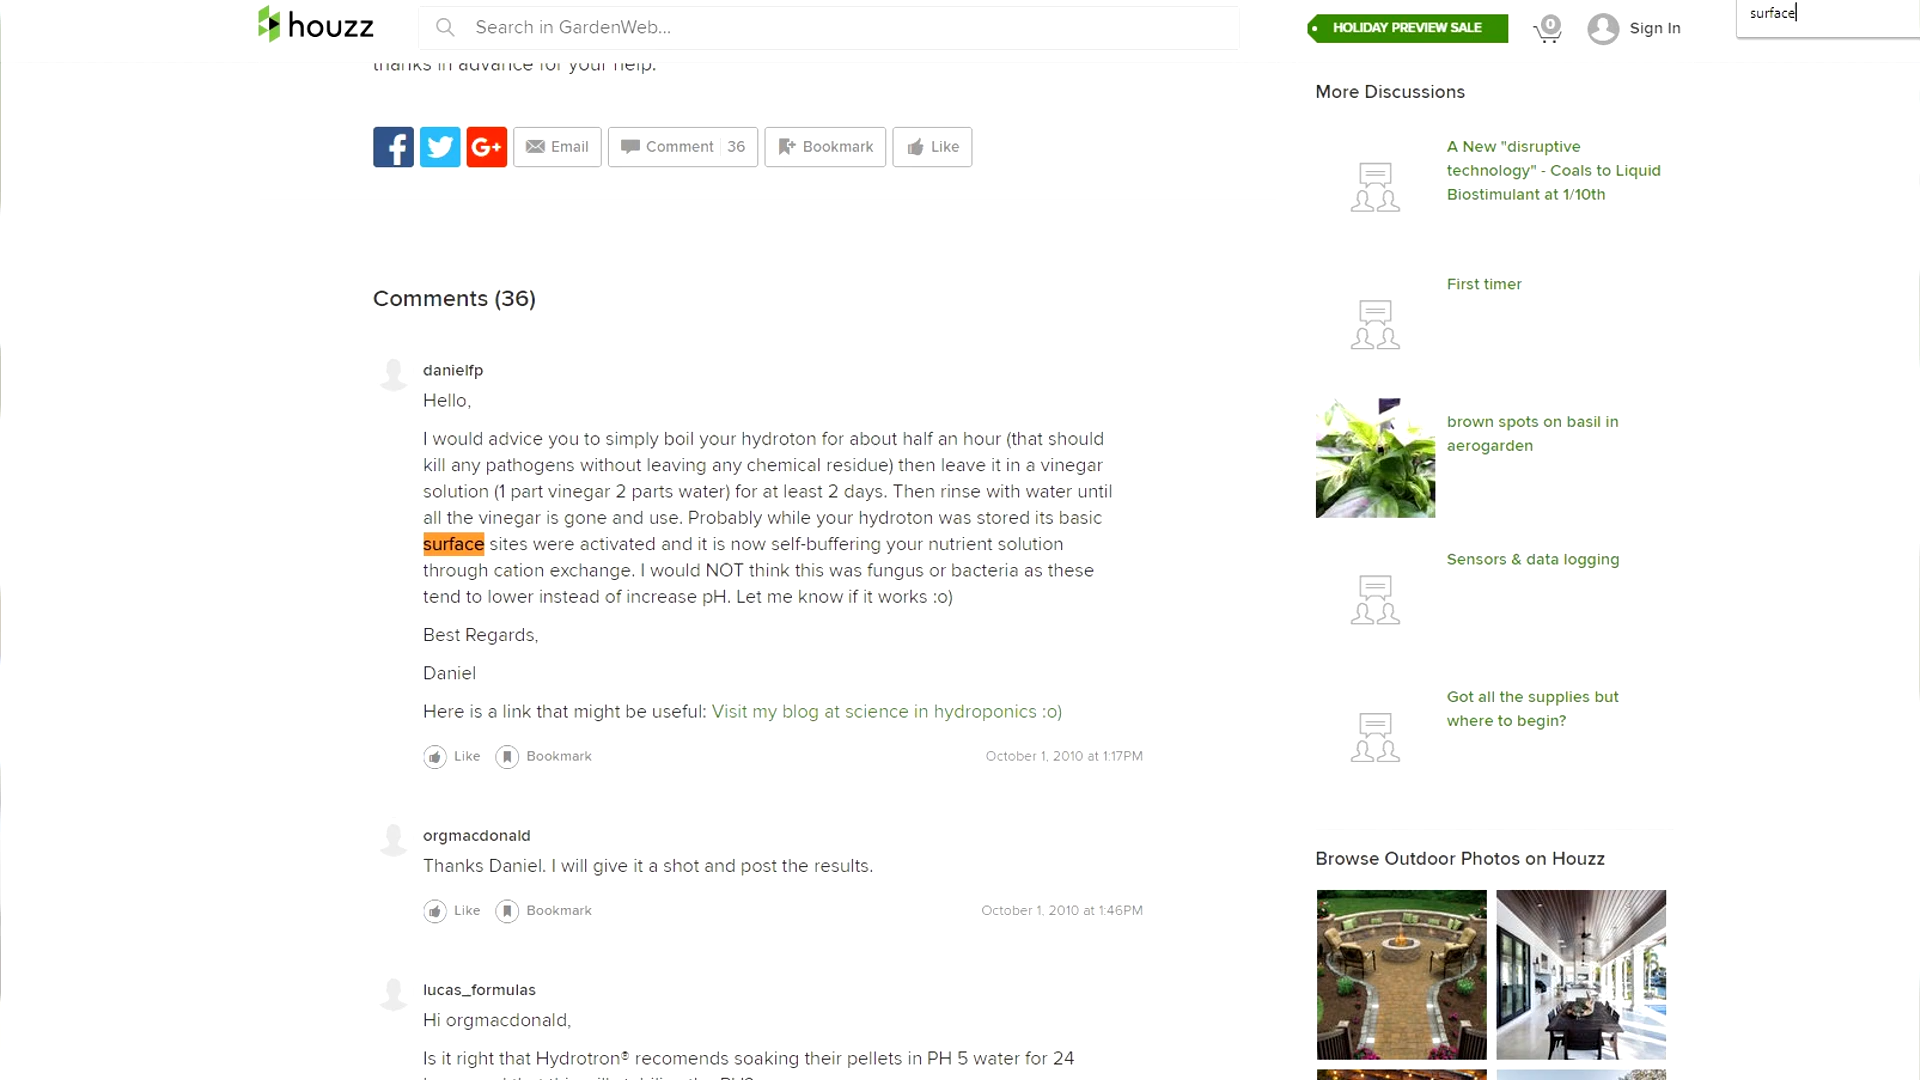 houzz
Search in GardenWeb...
HOLIDAY PREVIEW SALE
0
Sign In
surface
thanks in advance for your help.
G+
Email
Comment 36
Bookmark
Like
Comments (36)
danielfp
Hello,
I would advice you to simply boil your hydroton for about half an hour (that should
kill any pathogens without leaving any chemical residue) then leave it in a vinegar
solution (1 part vinegar 2 parts water) for at least 2 days. Then rinse with water until
all the vinegar is gone and use. Probably while your hydroton was stored its basic
surface sites were activated and it is now self-buffering your nutrient solution
through cation exchange. I would NOT think this was fungus or bacteria as these
tend to lower instead of increase pH. Let me know if it works :o)
Best Regards,
Daniel
Here is a link that might be useful: Visit my blog at science in hydroponics :o)
Like
Bookmark
October 1, 2010 at 1:17PM
orgmacdonald
Thanks Daniel. I will give it a shot and post the results.
Like
Bookmark
October 1, 2010 at 1:46PM
lucas_formulas
Hi orgmacdonald,
Is it right that Hydrotron® recomends soaking their pellets in PH 5 water for 24
More Discussions
A New "disruptive
technology" - Coals to Liquid
Biostimulant at 1/10th
First timer
brown spots on basil in
aerogarden
Sensors & data logging
Got all the supplies but
where to begin?
Browse Outdoor Photos on Houzz